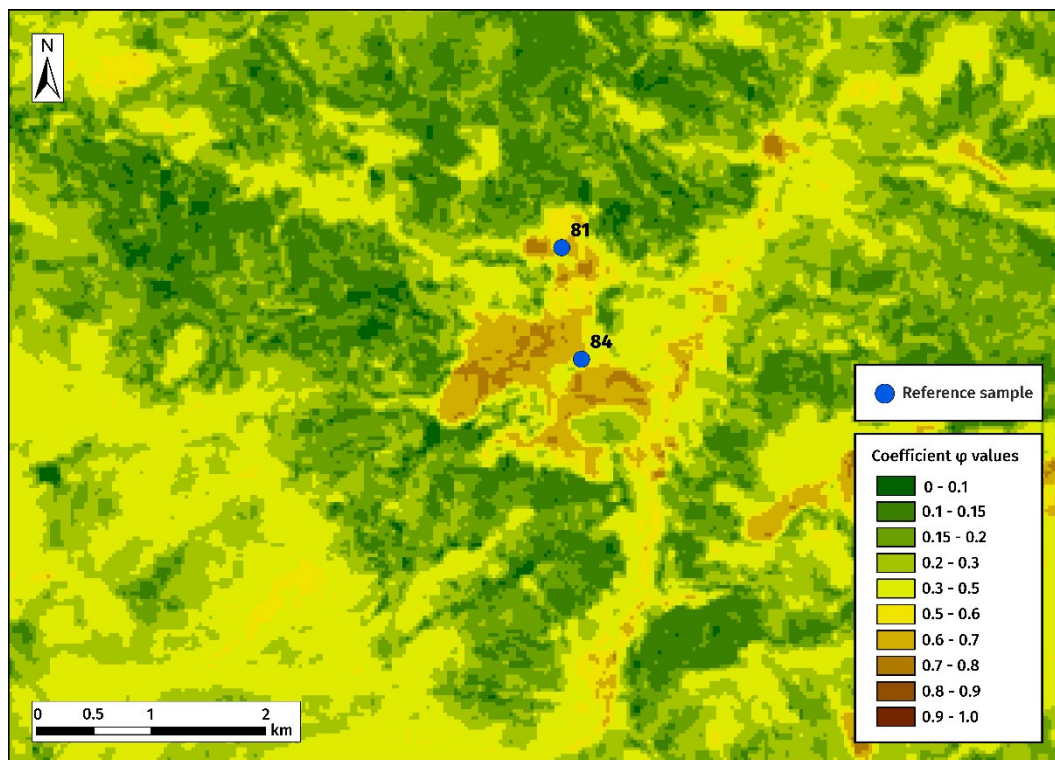 N
81
84
Reference sample
Coefficient φ values
0 - 0.1
0.1 - 0.15
0.15 - 0.2
0.2 - 0.3
0.3 - 0.5
0.5 - 0.6
0.6 - 0.7
0.7 - 0.8
0.8 - 0.9
0.9 - 1.0
0 0.5 1 2
km